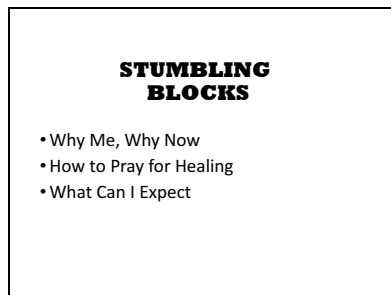 STUMBLING
BLOCKS
• Why Me, Why Now
• How to Pray for Healing
• What Can I Expect